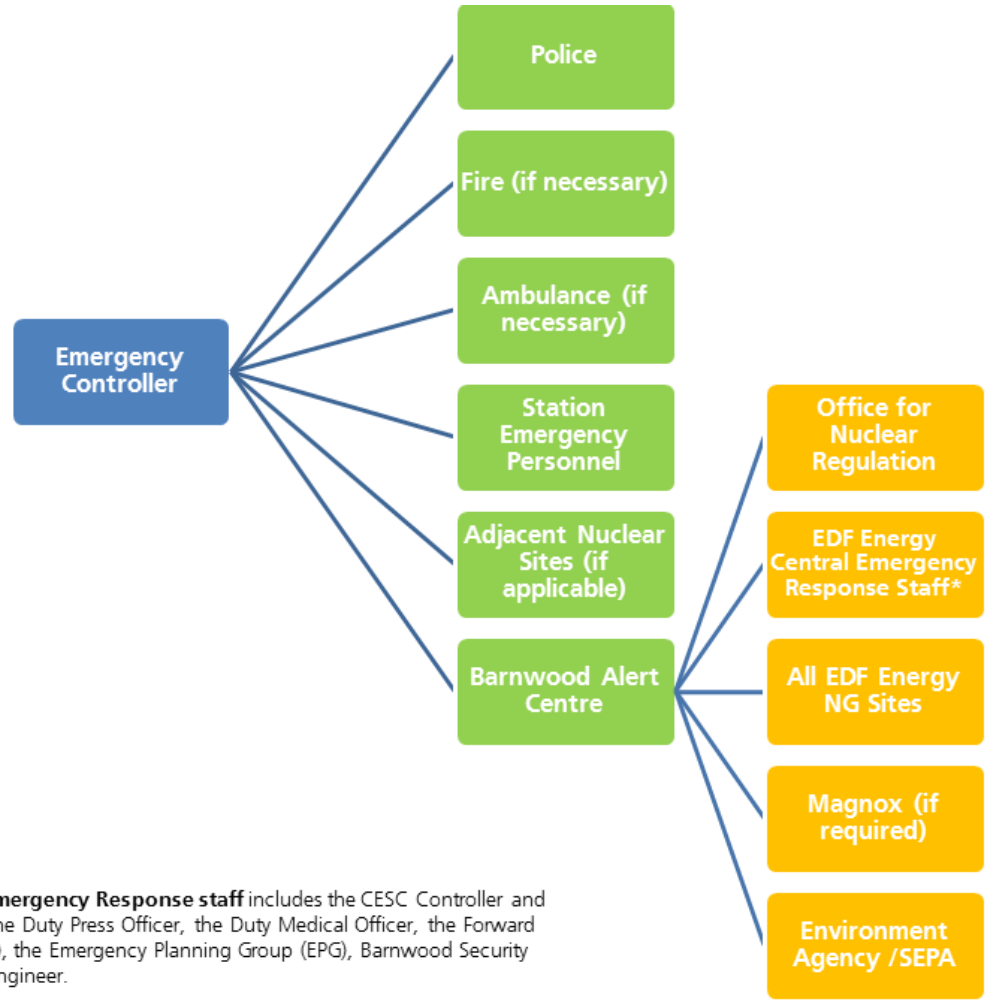 Police
Fire (if necessary)
Ambulance (if
necessary)
Emergency
Controller
Station
Emergency
Personnel
Adjacent Nuclear
Sites (if
applicable)
Barnwood Alert
Centre
Office for
Nuclear
Regulation
EDF Energy
Central Emergency
Response Staff*
All EDF Energy
NG Sites
Magnox (if
required)
Environment
Agency /SEPA
mergency Response staff includes the CESC Controller and
he Duty Press Officer, the Duty Medical Officer, the Forward
), the Emergency Planning Group (EPG), Barnwood Security
ngineer.